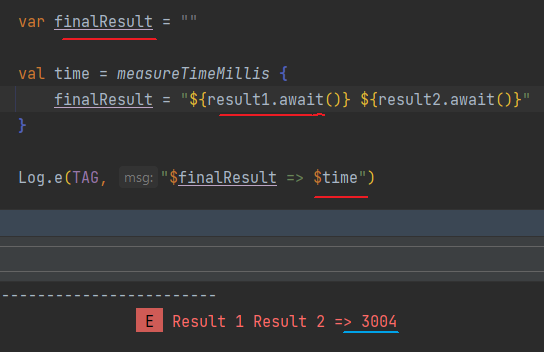 var finalResult = ""
val time = measureTimeMillis {
finalResult = "${result1.await()} ${result2.await()}"
}
Log.e(TAG, msg: "$finalResult => $time")
------------------------
E Result 1 Result 2 => 3004